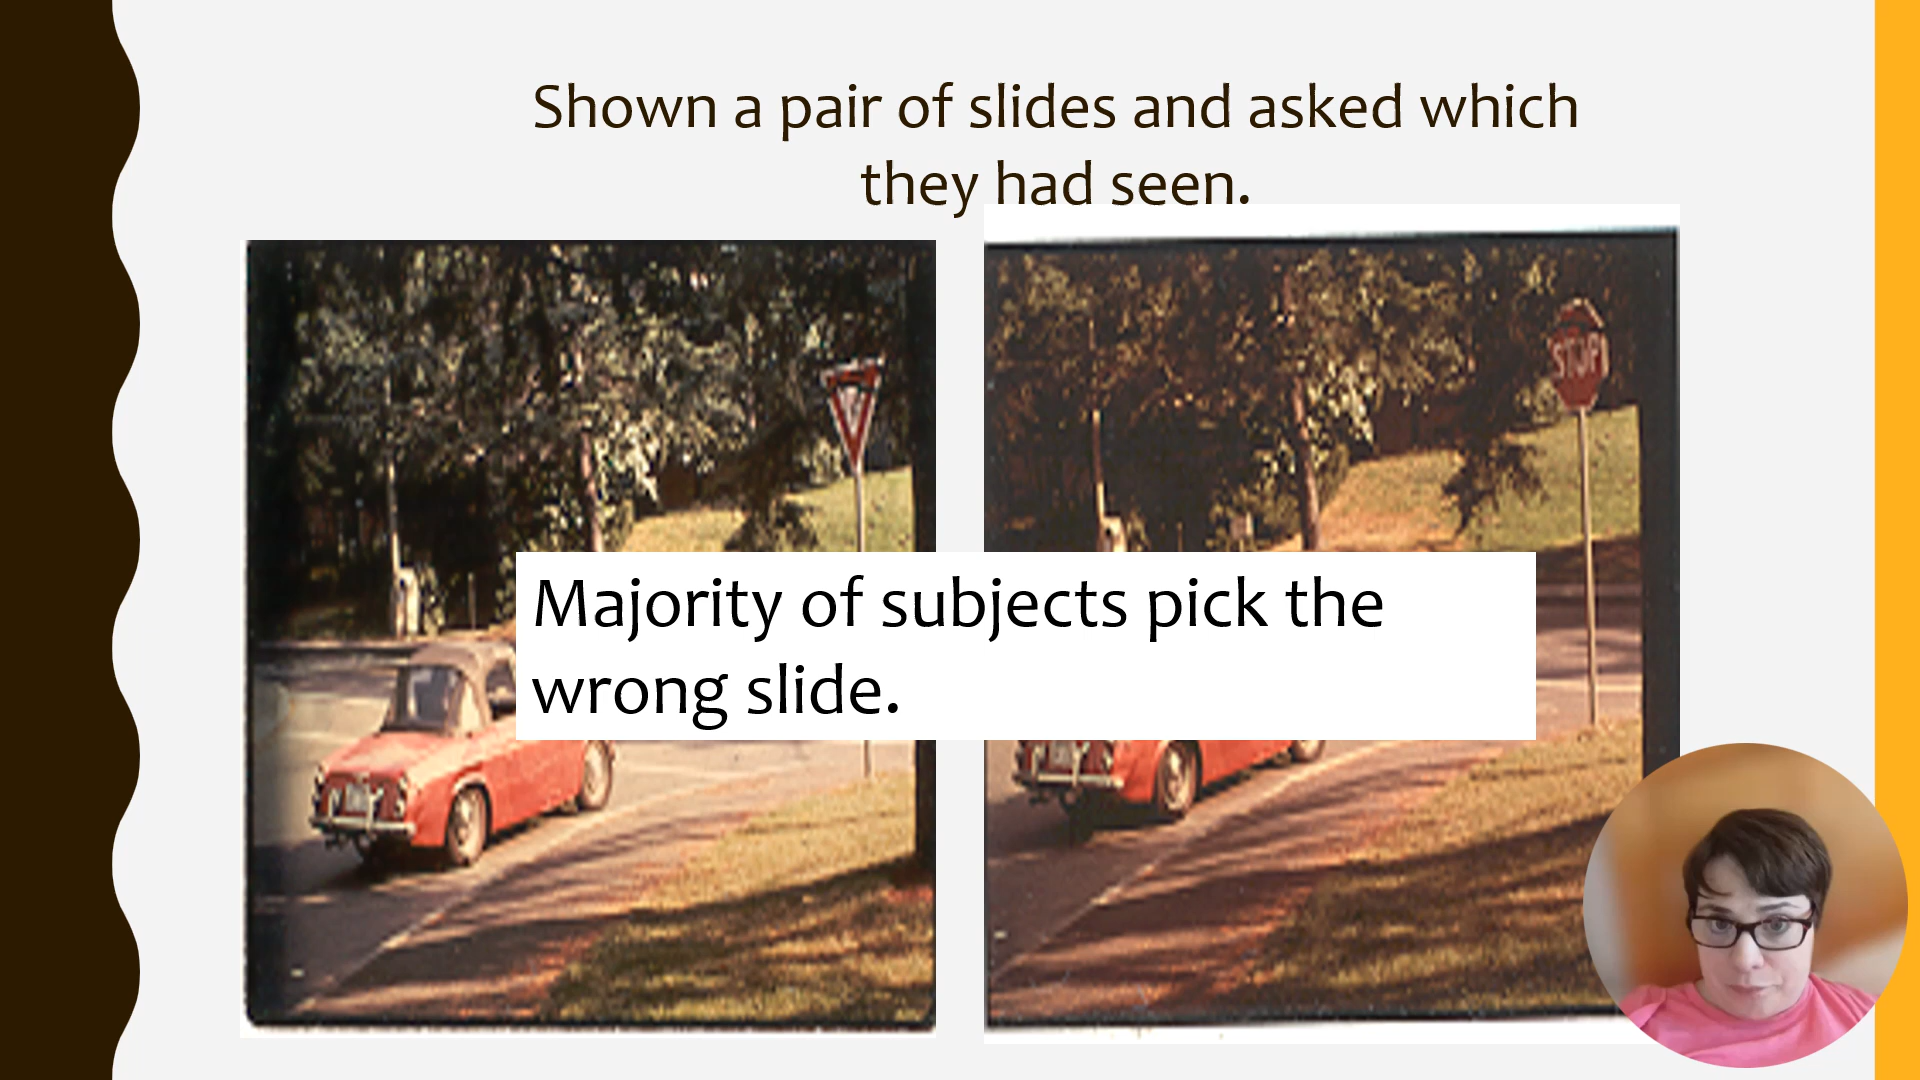 Shown a pair of slides and asked which
they had seen.
STOP
Majority of subjects pick the
wrong slide.